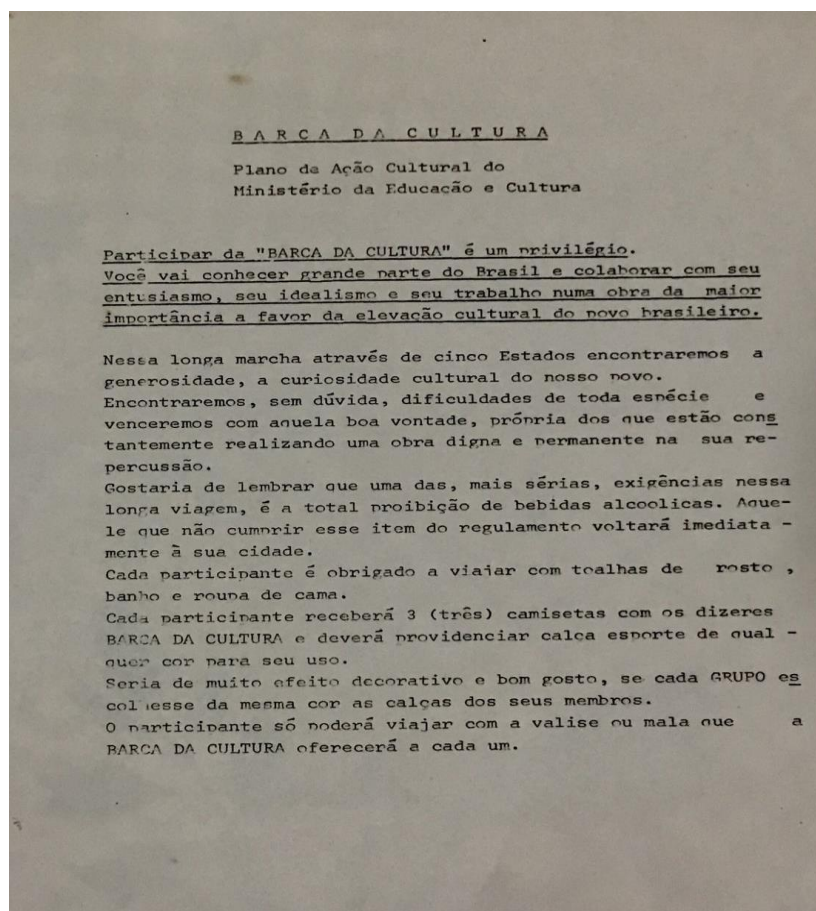 B A R C A  D A  C U L T U R A
Plano de Ação Cultural do
Ministério da Educação e Cultura
Participar da "BARCA DA CULTURA" é um privilégio.
Você vai conhecer grande parte do Brasil e colaborar com seu
entusiasmo, seu idealismo e seu trabalho numa obra da maior
importância a favor da elevação cultural do povo brasileiro.
Nessa longa marcha através de cinco Estados encontraremos a
generosidade, a curiosidade cultural do nosso povo.
Encontraremos, sem dúvida, dificuldades de toda espécie e
venceremos com aquela boa vontade, própria dos que estão cons
tantemente realizando uma obra digna e permanente na sua re-
percussão.
Gostaria de lembrar que uma das, mais sérias, exigências nessa
longa viagem, é a total proibição de bebidas alcoolicas. Aque-
le que não cumprir esse item do regulamento voltará imediata -
mente à sua cidade.
Cada participante é obrigado a viajar com toalhas de rosto ,
banho e roupa de cama.
Cada participante receberá 3 (três) camisetas com os dizeres
BARCA DA CULTURA e deverá providenciar calça esporte de qual -
quer cor para seu uso.
Seria de muito efeito decorativo e bom gosto, se cada GRUPO es
colhesse da mesma cor as calças dos seus membros.
O participante só poderá viajar com a valise ou mala que a
BARCA DA CULTURA oferecerá a cada um.